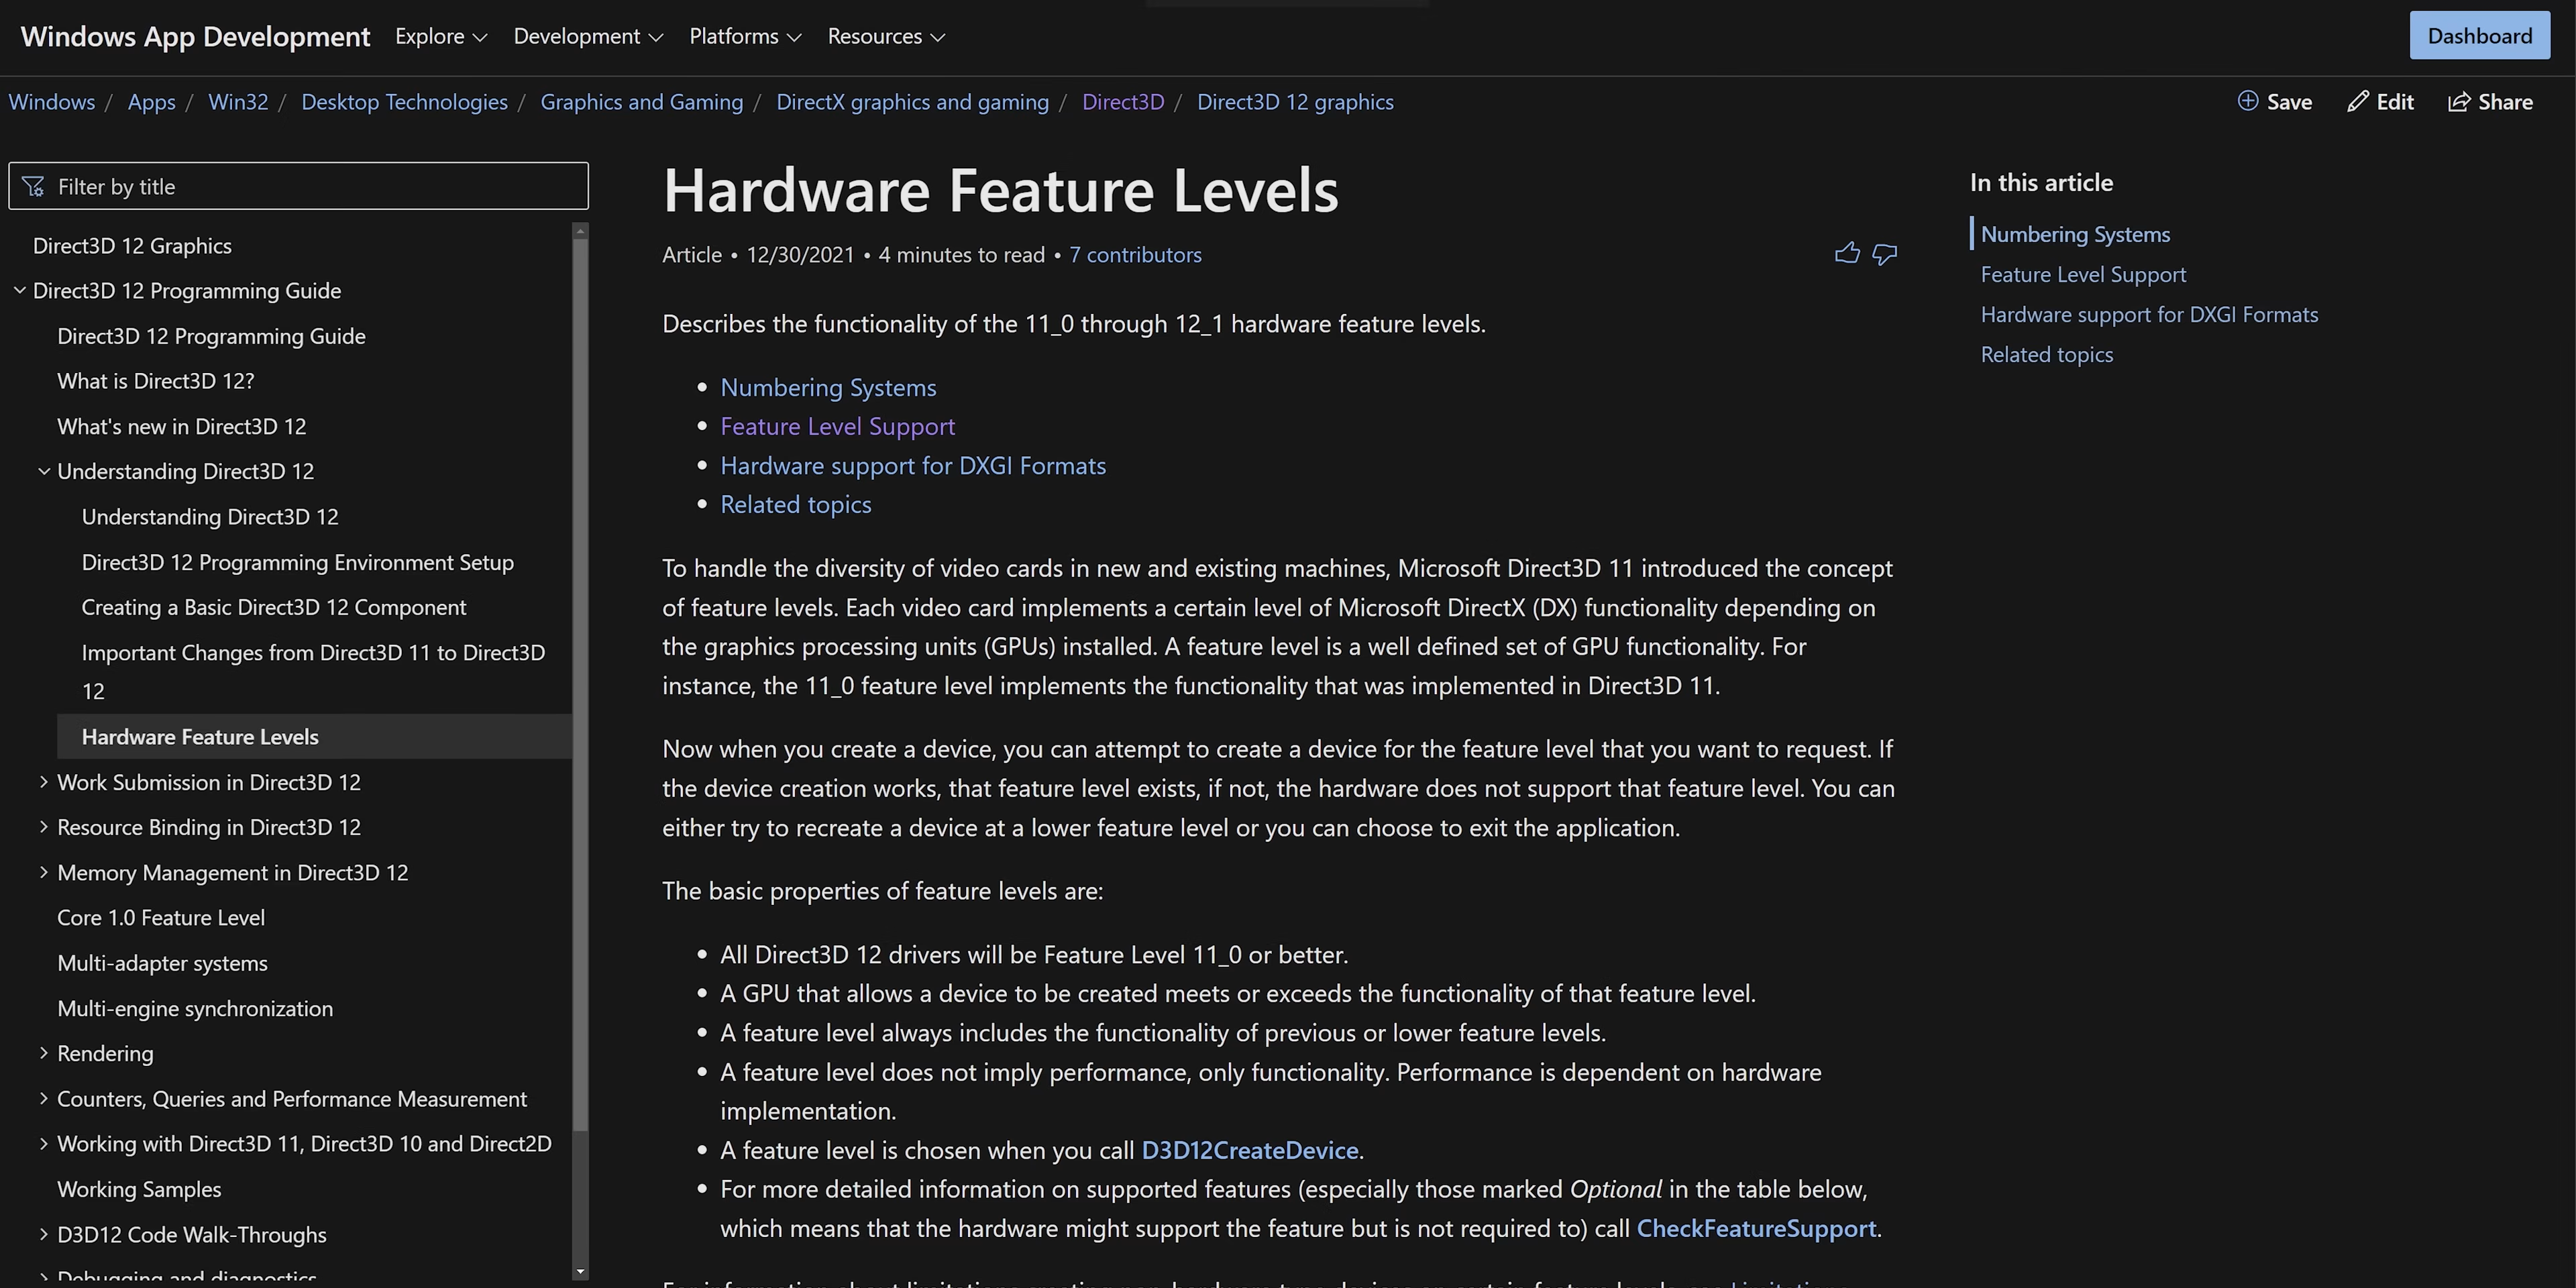 Windows App Development Explore Development Platforms Resources Dashboard
Windows / Apps / Win32 / Desktop Technologies / Graphics and Gaming / DirectX graphics and gaming / Direct3D / Direct3D 12 graphics Save Edit Share
Filter by title
Direct3D 12 Graphics
Direct3D 12 Programming Guide
Direct3D 12 Programming Guide
What is Direct3D 12?
What's new in Direct3D 12
Understanding Direct3D 12
Understanding Direct3D 12
Direct3D 12 Programming Environment Setup
Creating a Basic Direct3D 12 Component
Important Changes from Direct3D 11 to Direct3D
12
Hardware Feature Levels
Work Submission in Direct3D 12
Resource Binding in Direct3D 12
Memory Management in Direct3D 12
Core 1.0 Feature Level
Multi-adapter systems
Multi-engine synchronization
Rendering
Counters, Queries and Performance Measurement
Working with Direct3D 11, Direct3D 10 and Direct2D
Working Samples
D3D12 Code Walk-Throughs
Debugging and diagnostics
Hardware Feature Levels
Article • 12/30/2021 • 4 minutes to read • 7 contributors
Describes the functionality of the 11_0 through 12_1 hardware feature levels.
• Numbering Systems
• Feature Level Support
• Hardware support for DXGI Formats
• Related topics
To handle the diversity of video cards in new and existing machines, Microsoft Direct3D 11 introduced the concept
of feature levels. Each video card implements a certain level of Microsoft DirectX (DX) functionality depending on
the graphics processing units (GPUs) installed. A feature level is a well defined set of GPU functionality. For
instance, the 11_0 feature level implements the functionality that was implemented in Direct3D 11.
Now when you create a device, you can attempt to create a device for the feature level that you want to request. If
the device creation works, that feature level exists, if not, the hardware does not support that feature level. You can
either try to recreate a device at a lower feature level or you can choose to exit the application.
The basic properties of feature levels are:
• All Direct3D 12 drivers will be Feature Level 11_0 or better.
• A GPU that allows a device to be created meets or exceeds the functionality of that feature level.
• A feature level always includes the functionality of previous or lower feature levels.
• A feature level does not imply performance, only functionality. Performance is dependent on hardware
implementation.
• A feature level is chosen when you call D3D12CreateDevice.
• For more detailed information on supported features (especially those marked Optional in the table below,
which means that the hardware might support the feature but is not required to) call CheckFeatureSupport.
In this article
Numbering Systems
Feature Level Support
Hardware support for DXGI Formats
Related topics